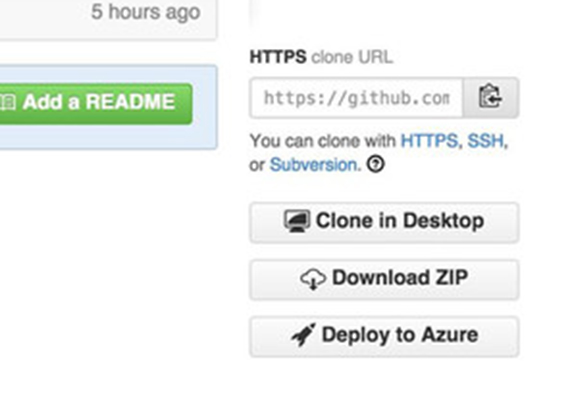 5 hours ago
Add a README
HTTPS clone URL
https://github.com
You can clone with HTTPS, SSH,
or Subversion.
Clone in Desktop
Download ZIP
Deploy to Azure